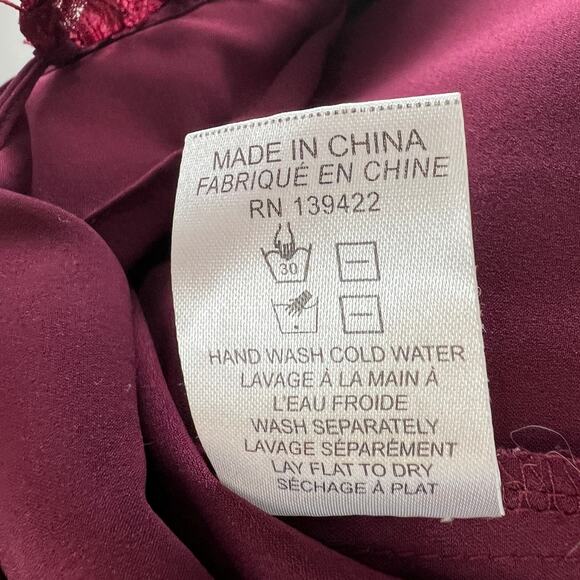 MADE IN CHINA
FABRIQUÉ EN CHINE
RN 139422
30
HAND WASH COLD WATER
LAVAGE À LA MAIN À
L'EAU FROIDE
WASH SEPARATELY
LAVAGE SÉPARÉMENT
LAY FLAT TO DRY
SÉCHAGE À PLAT